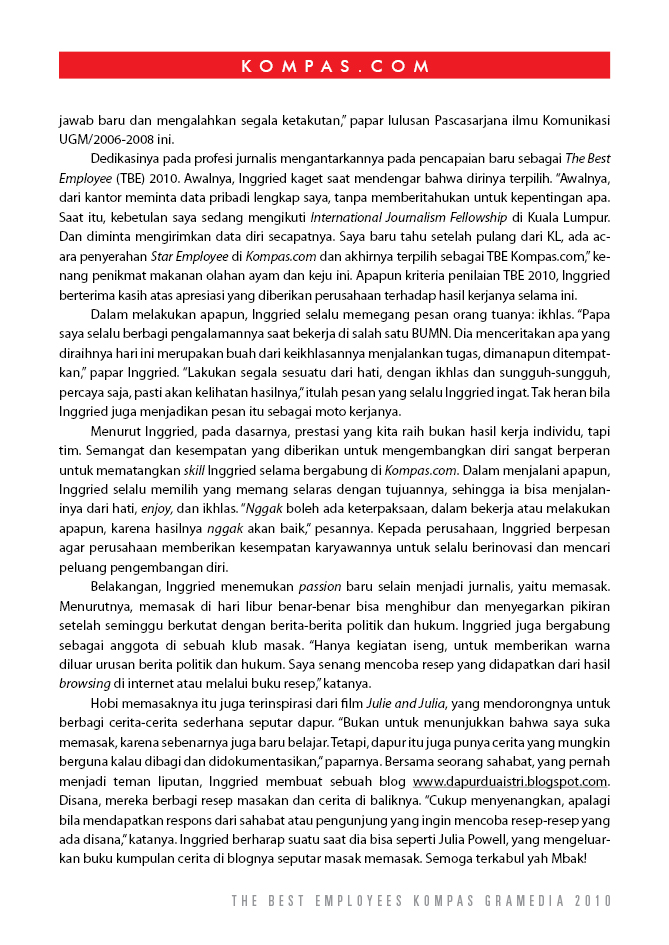 KOMPAS.COM
jawab baru dan mengalahkan segala ketakutan,” papar lulusan Pascasarjana ilmu Komunikasi
UGM/2006-2008 ini.
Dedikasinya pada profesi jurnalis mengantarkannya pada pencapaian baru sebagai The Best
Employee (TBE) 2010. Awalnya, Inggried kaget saat mendengar bahwa dirinya terpilih. “Awalnya,
dari kantor meminta data pribadi lengkap saya, tanpa memberitahukan untuk kepentingan apa.
Saat itu, kebetulan saya sedang mengikuti International Journalism Fellowship di Kuala Lumpur.
Dan diminta mengirimkan data diri secapatnya. Saya baru tahu setelah pulang dari KL, ada ac-
ara penyerahan Star Employee di Kompas.com dan akhirnya terpilih sebagai TBE Kompas.com,” ke-
nang penikmat makanan olahan ayam dan keju ini. Apapun kriteria penilaian TBE 2010, Inggried
berterima kasih atas apresiasi yang diberikan perusahaan terhadap hasil kerjanya selama ini.
Dalam melakukan apapun, Inggried selalu memegang pesan orang tuanya: ikhlas. “Papa
saya selalu berbagi pengalamannya saat bekerja di salah satu BUMN. Dia menceritakan apa yang
diraihnya hari ini merupakan buah dari keikhlasannya menjalankan tugas, dimanapun ditempat-
kan,” papar Inggried. “Lakukan segala sesuatu dari hati, dengan ikhlas dan sungguh-sungguh,
percaya saja, pasti akan kelihatan hasilnya,“ itulah pesan yang selalu Inggried ingat. Tak heran bila
Inggried juga menjadikan pesan itu sebagai moto kerjanya.
Menurut Inggried, pada dasarnya, prestasi yang kita raih bukan hasil kerja individu, tapi
tim. Semangat dan kesempatan yang diberikan untuk mengembangkan diri sangat berperan
untuk mematangkan skill Inggried selama bergabung di Kompas.com. Dalam menjalani apapun,
Inggried selalu memilih yang memang selaras dengan tujuannya, sehingga ia bisa menjalan-
inya dari hati, enjoy, dan ikhlas. “Nggak boleh ada keterpaksaan, dalam bekerja atau melakukan
apapun, karena hasilnya nggak akan baik,“ pesannya. Kepada perusahaan, Inggried berpesan
agar perusahaan memberikan kesempatan karyawannya untuk selalu berinovasi dan mencari
peluang pengembangan diri.
Belakangan, Inggried menemukan passion baru selain menjadi jurnalis, yaitu memasak.
Menurutnya, memasak di hari libur benar-benar bisa menghibur dan menyegarkan pikiran
setelah seminggu berkutat dengan berita-berita politik dan hukum. Inggried juga bergabung
sebagai anggota di sebuah klub masak. “Hanya kegiatan iseng, untuk memberikan warna
diluar urusan berita politik dan hukum. Saya senang mencoba resep yang didapatkan dari hasil
browsing di internet atau melalui buku resep,” katanya.
Hobi memasaknya itu juga terinspirasi dari film Julie and Julia, yang mendorongnya untuk
berbagi cerita-cerita sederhana seputar dapur. “Bukan untuk menunjukkan bahwa saya suka
memasak, karena sebenarnya juga baru belajar. Tetapi, dapur itu juga punya cerita yang mungkin
berguna kalau dibagi dan didokumentasikan,” paparnya. Bersama seorang sahabat, yang pernah
menjadi teman liputan, Inggried membuat sebuah blog www.dapurduaistri.blogspot.com.
Disana, mereka berbagi resep masakan dan cerita di baliknya. “Cukup menyenangkan, apalagi
bila mendapatkan respons dari sahabat atau pengunjung yang ingin mencoba resep-resep yang
ada disana,” katanya. Inggried berharap suatu saat dia bisa seperti Julia Powell, yang mengeluar-
kan buku kumpulan cerita di blognya seputar masak memasak. Semoga terkabul yah Mbak!
THE BEST EMPLOYEES KOMPAS GRAMEDIA 2010